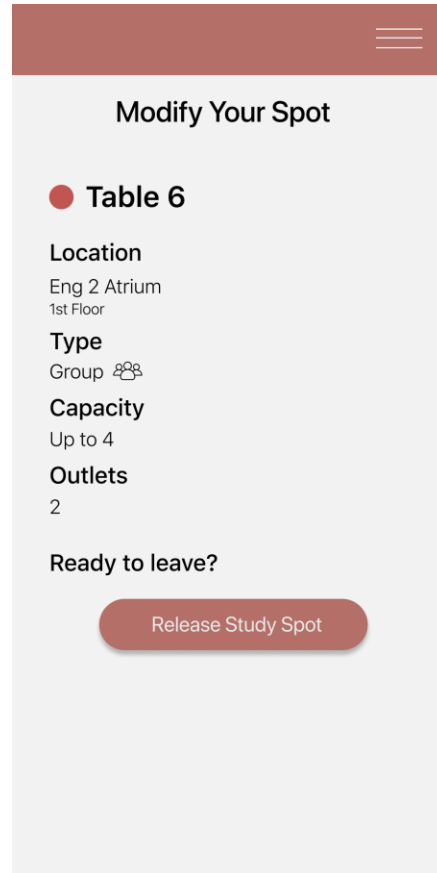 Modify Your Spot
Table 6
Location
Eng 2 Atrium
1st Floor
Type
Group
Capacity
Up to 4
Outlets
2
Ready to leave?
Release Study Spot